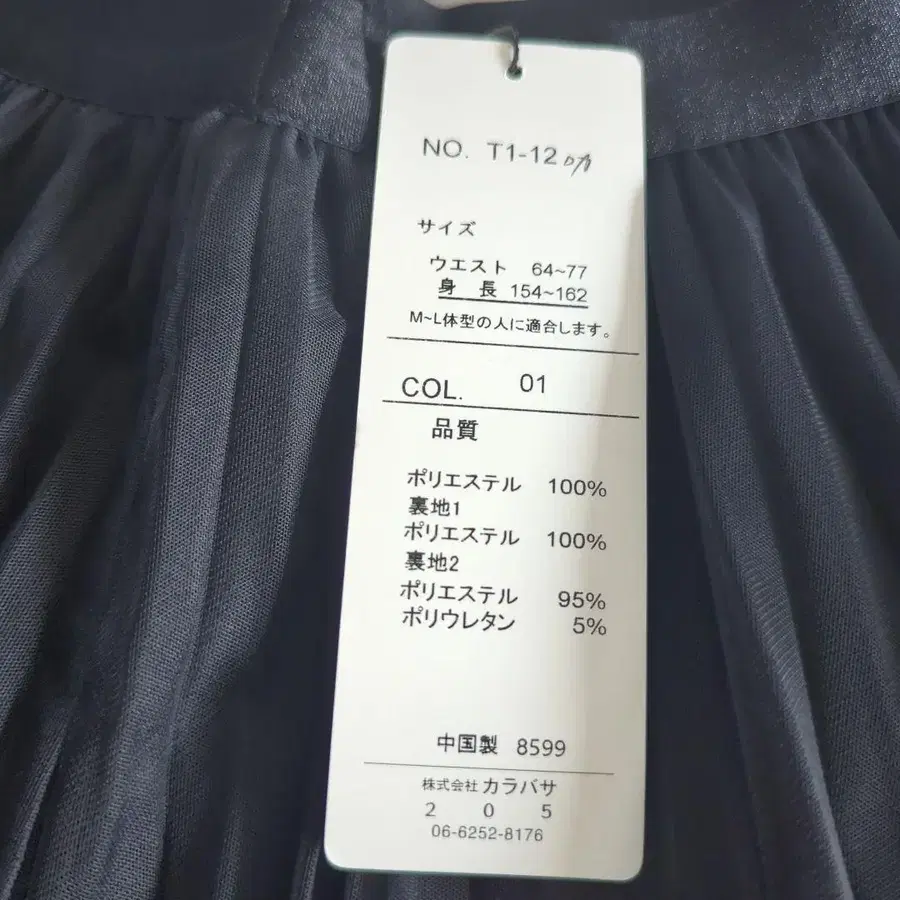 NO. T1-12
サイズ
ウエスト 64~77
身 長 154~162
M~L体型の人に適合します。
COL. 01
品質
ポリエステル 100%
裏地1
ポリエステル 100%
裏地2
ポリエステル 95%
ポリウレタン 5%
中国製 8599
株式会社 カラバサ
2 0 5
06-6252-8176